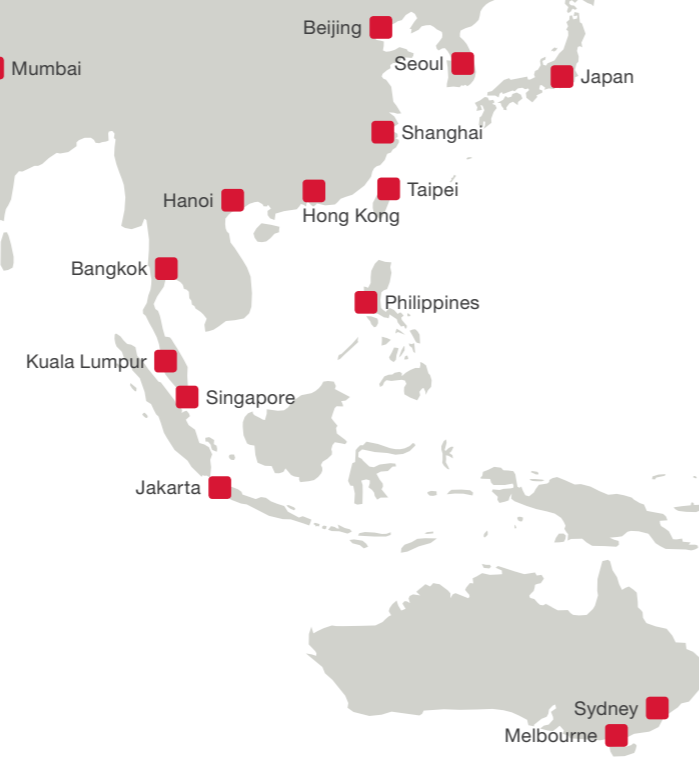 Beijing
Seoul
Mumbai
Japan
Shanghai
Taipei
Hanoi
Hong Kong
Bangkok
Philippines
Kuala Lumpur
Singapore
Jakarta
Sydney
Melbourne